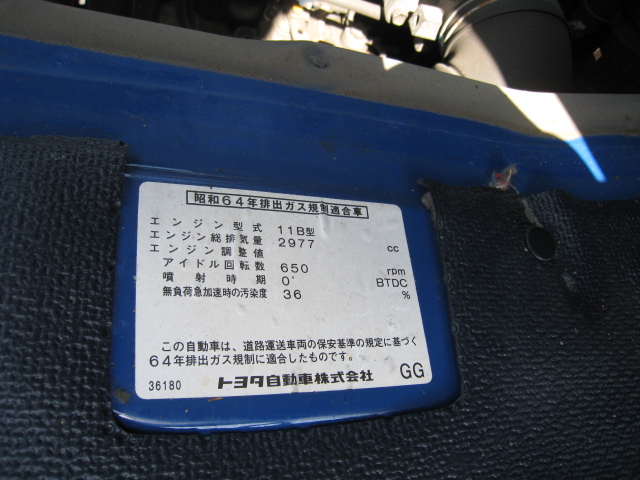 昭和64年排出ガス規制適合車
エンジン型式 11B型
エンジン総排気量 2977 cc
エンジン調整値
アイドル回転数 650 rpm
噴射時期 0° BTDC
無負荷急加速時の汚染度 36 %
この自動車は、道路運送車両の保安基準の規定に基づく
64年排出ガス規制に適合したものです。
36180 トヨタ自動車株式会社 GG